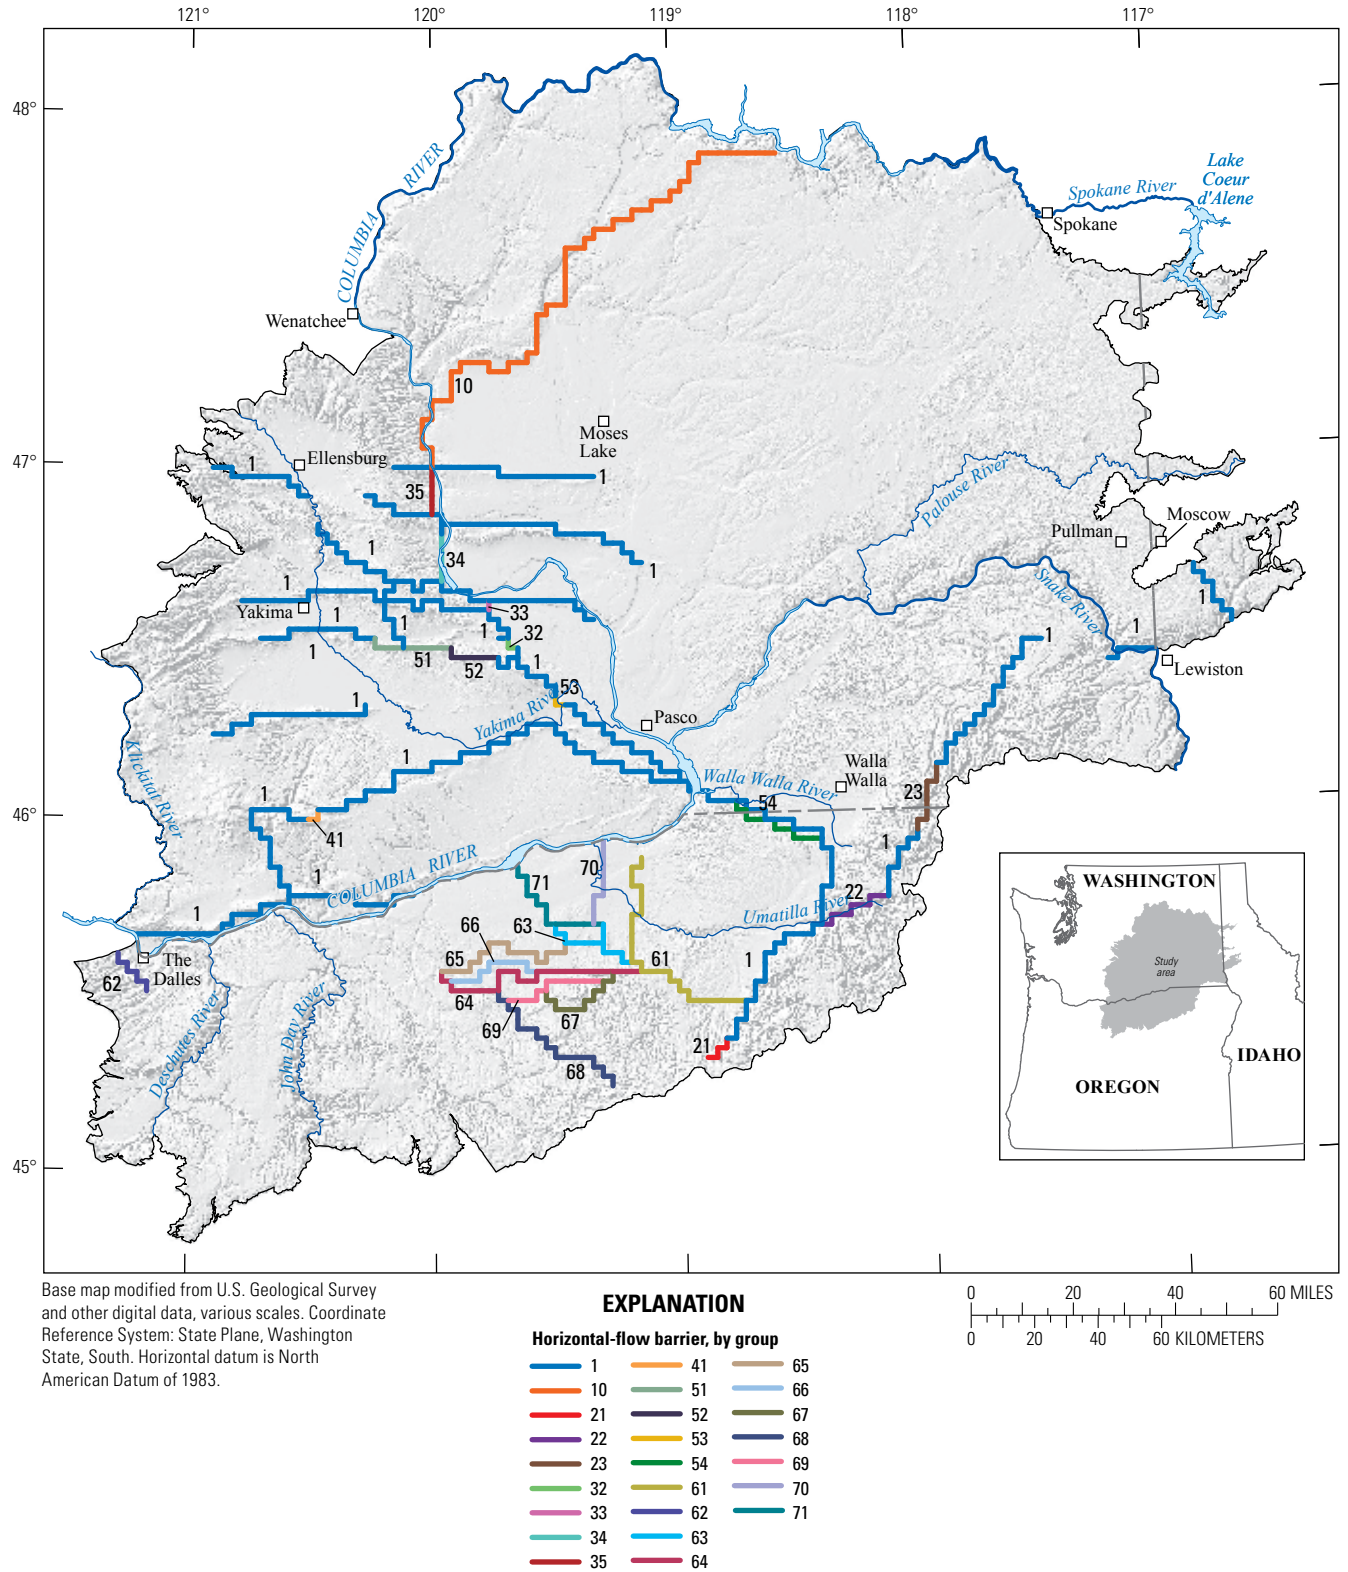 121°
120°
119°
118°
117°
48°
47°
46°
45°
COLUMBIA
RIVER
Lake
Coeur
d'Alene
Spokane River
Spokane
Wenatchee
10
Moses
Lake
Ellensburg
1
1
35
Palouse River
Pullman
Moscow
1
34
1
Snake River
1
Yakima
33
1
1
1
32
1
1
1
51
52
1
Lewiston
53
1
Yakima River
Pasco
Klickitat River
1
Walla Walla River
Walla
Walla
23
54
1
41
1
1
COLUMBIA RIVER
70
71
22
1
Umatilla River
66
63
The
Dalles
65
61
1
62
64
69
67
Deschutes River
John Day River
21
68
WASHINGTON
Study
area
IDAHO
OREGON
Base map modified from U.S. Geological Survey
and other digital data, various scales. Coordinate
Reference System: State Plane, Washington
State, South. Horizontal datum is North
American Datum of 1983.
0 20 40 60 MILES
0 20 40 60 KILOMETERS
EXPLANATION
Horizontal-flow barrier, by group
1
10
21
22
23
32
33
34
35
41
51
52
53
54
61
62
63
64
65
66
67
68
69
70
71